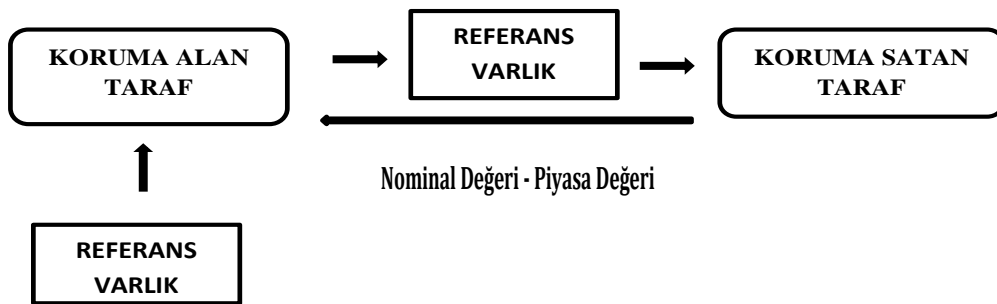 KORUMA ALAN
TARAF
REFERANS
VARLIK
KORUMA SATAN
TARAF
Nominal Değeri - Piyasa Değeri
REFERANS
VARLIK